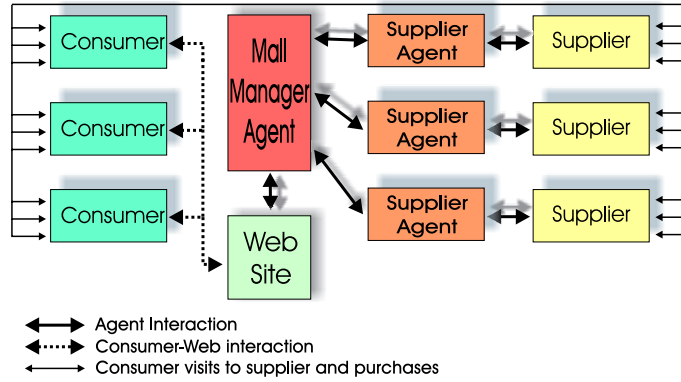 Consumer
Mall
Manager
Agent
Supplier
Agent
Supplier
Consumer
Supplier
Agent
Supplier
Consumer
Supplier
Agent
Supplier
Web
Site
Agent Interaction
Consumer-Web interaction
Consumer visits to supplier and purchases